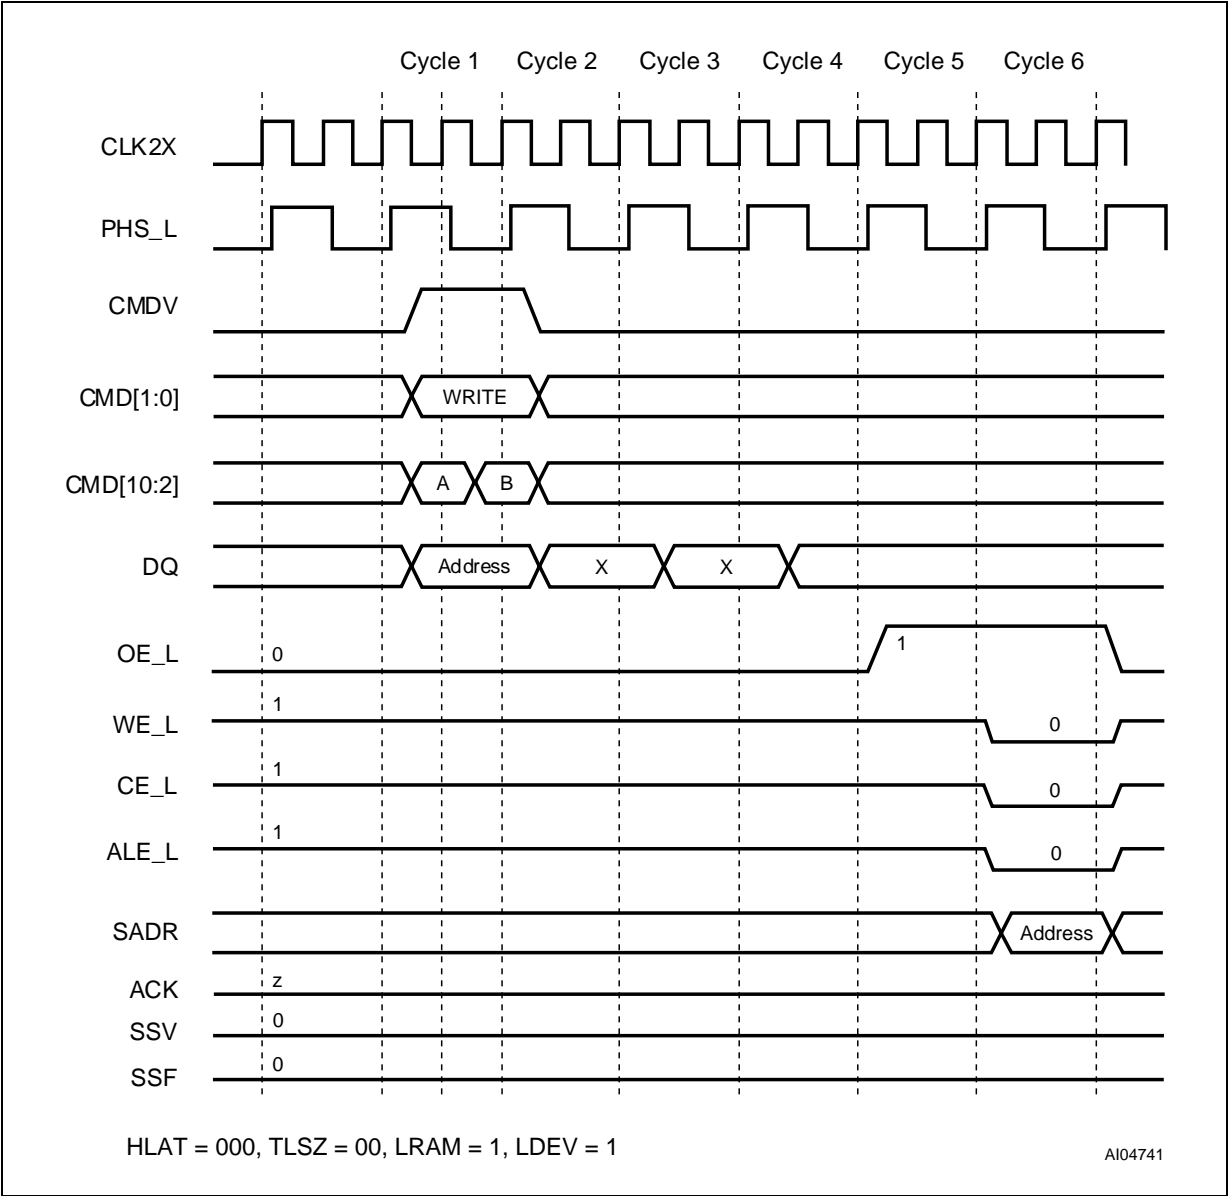 Cycle 1 Cycle 2 Cycle 3 Cycle 4 Cycle 5 Cycle 6
CLK2X
PHS_L
CMDV
CMD[1:0] WRITE
CMD[10:2] A B
DQ Address X X
OE_L 0 1
WE_L 1 0
CE_L 1 0
ALE_L 1 0
SADR Address
ACK z
SSV 0
SSF 0
HLAT = 000, TLSZ = 00, LRAM = 1, LDEV = 1
AI04741